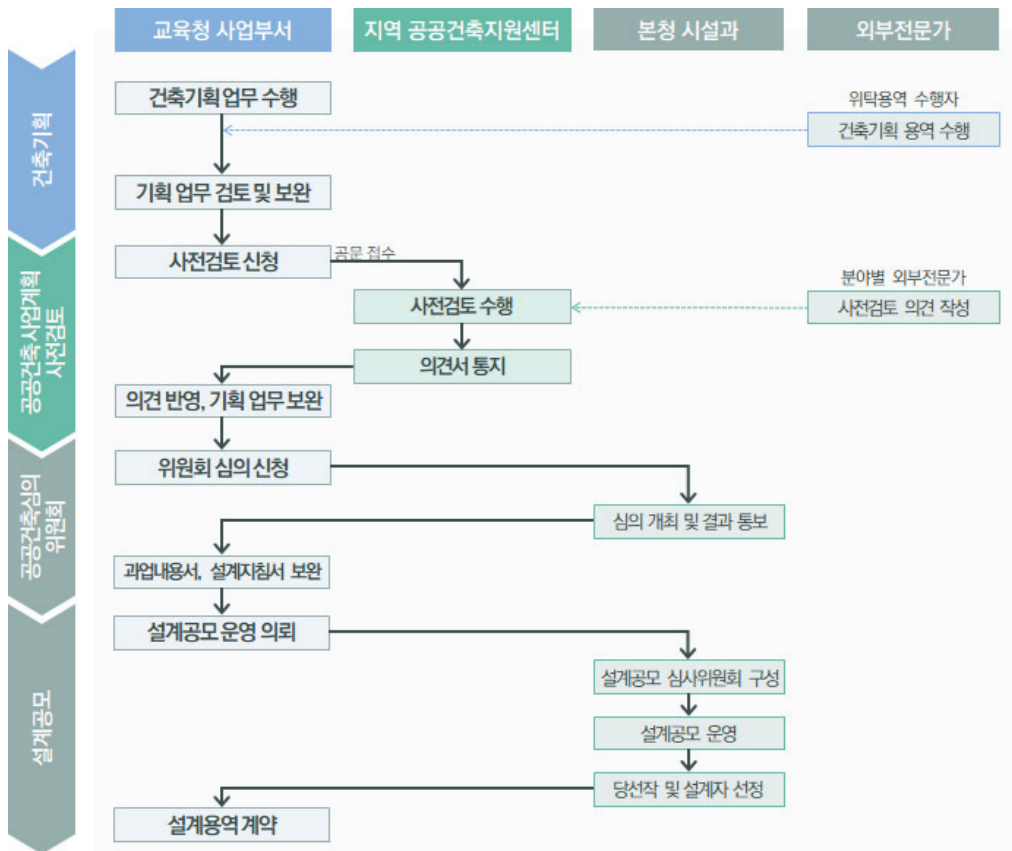 교육청 사업부서
지역 공공건축지원센터
본청 시설과
외부전문가
건축기획
건축기획 업무 수행
위탁용역 수행자
건축기획 용역 수행
기획 업무 검토 및 보완
공공건축 사업계획
사전검토
사전검토 신청
공문 접수
분야별 외부전문가
사전검토 수행
사전검토 의견 작성
의견서 통지
의견 반영, 기획 업무 보완
공공건축심의
위원회
위원회 심의 신청
심의 개최 및 결과 통보
과업내용서, 설계지침서 보완
설계공모
설계공모 운영 의뢰
설계공모 심사위원회 구성
설계공모 운영
당선작 및 설계자 선정
설계용역 계약